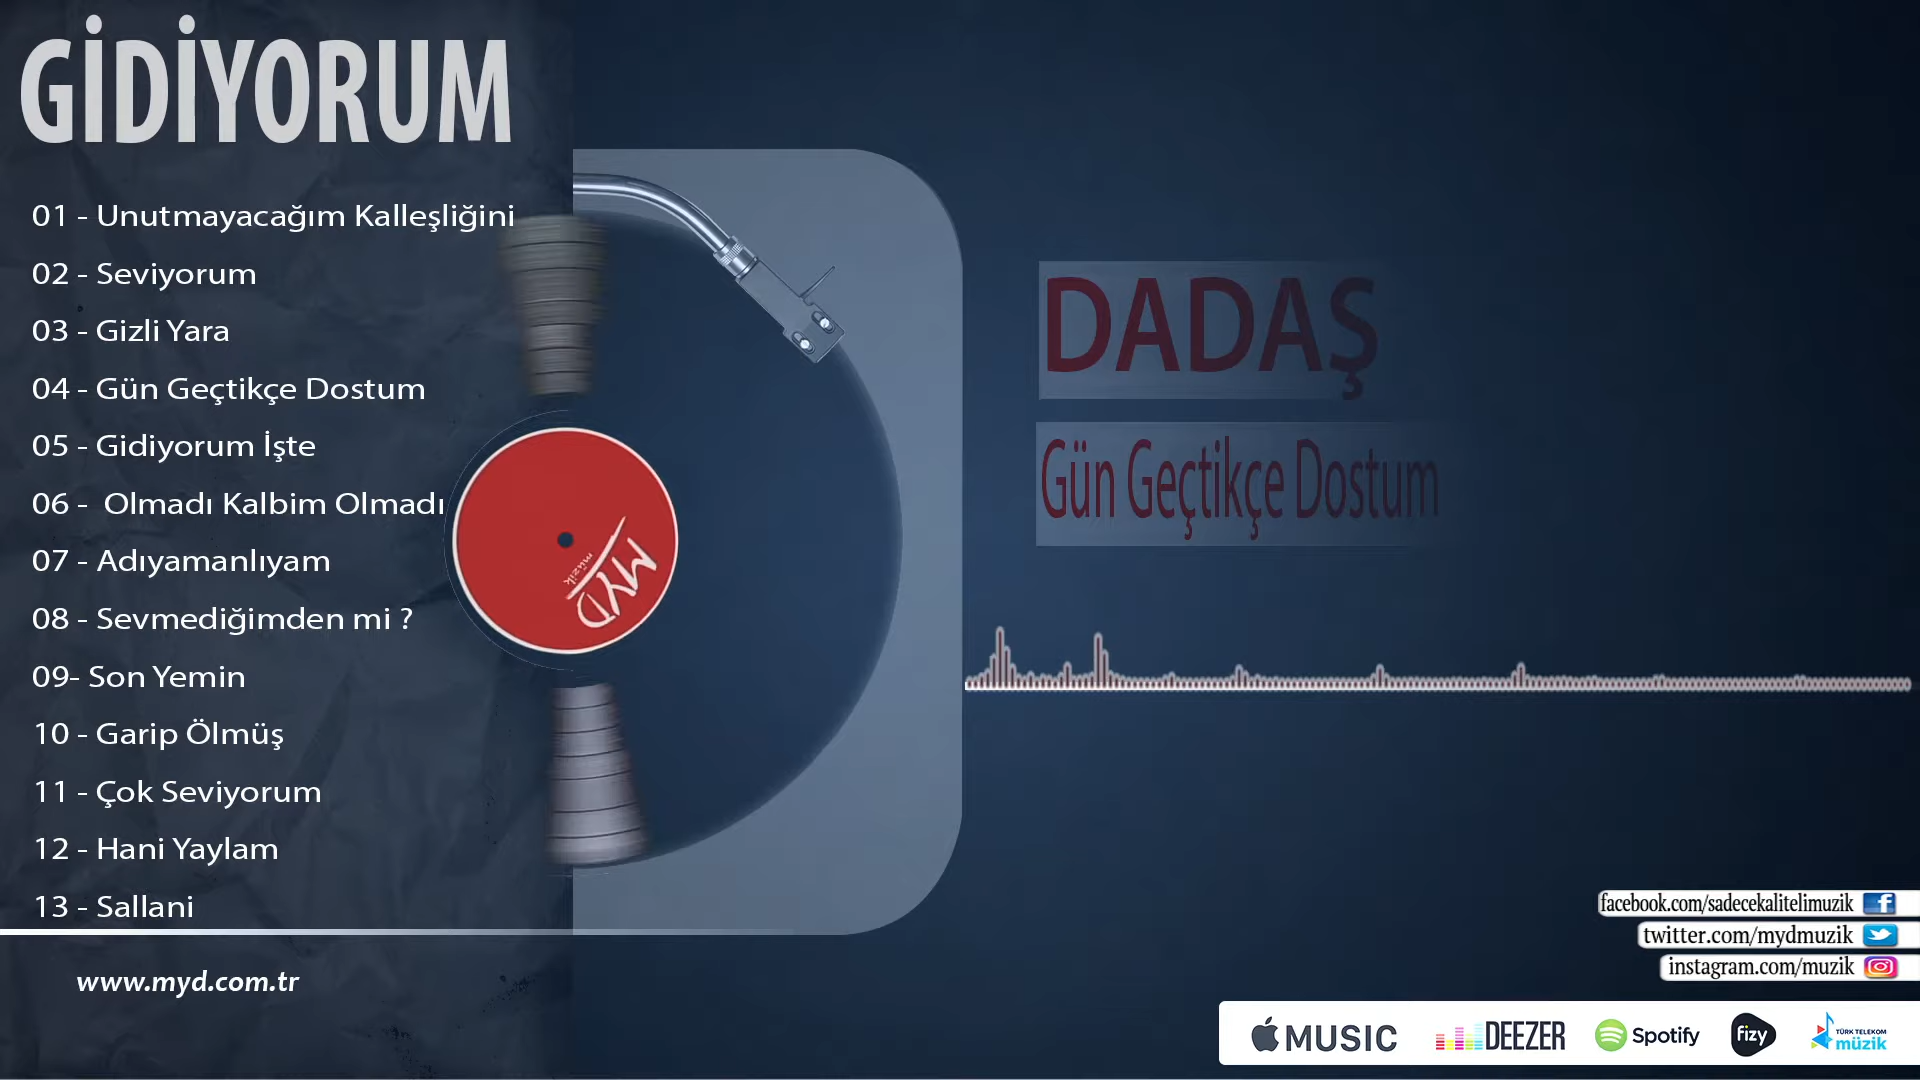 GİDİYORUM
01 - Unutmayacağım Kalleşliğini
02 - Seviyorum
03 - Gizli Yara
04 - Gün Geçtikçe Dostum
05 - Gidiyorum İşte
06 -  Olmadı Kalbim Olmadı
07 - Adıyamanlıyam
08 - Sevmediğimden mi ?
09- Son Yemin
10 - Garip Ölmüş
11 - Çok Seviyorum
12 - Hani Yaylam
13 - Sallani
www.myd.com.tr
MYD
müzik
DADAŞ
Gün Geçtikçe Dostum
facebook.com/sadecekalitelimuzik
twitter.com/mydmuzik
instagram.com/muzik
MUSIC
DEEZER
Spotify
fizy
TÜRK TELEKOM
müzik